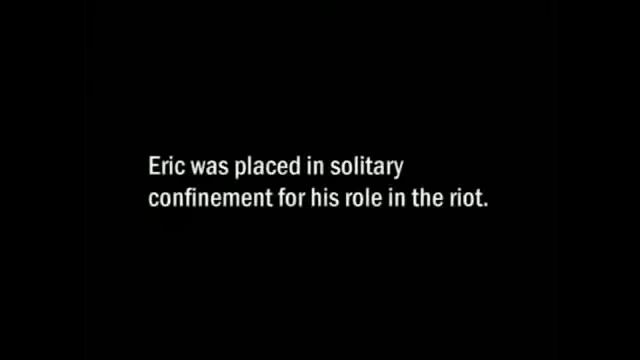 Eric was placed in solitary
confinement for his role in the riot.